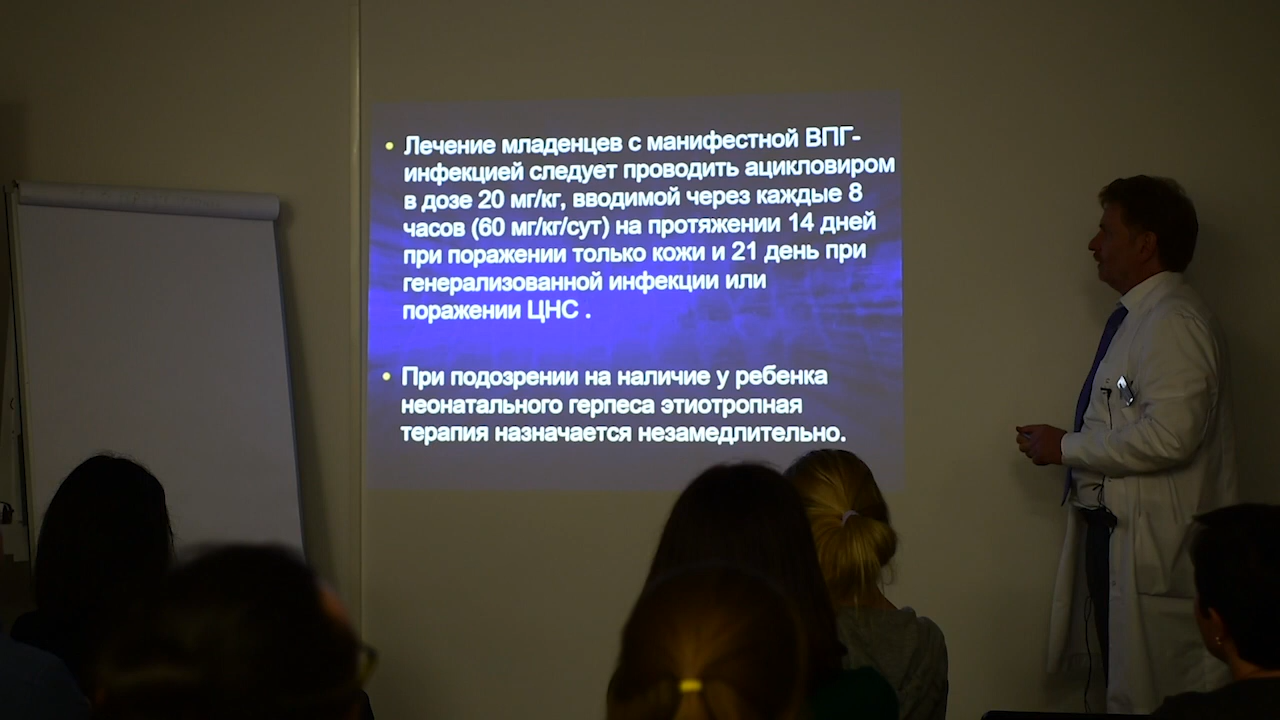 • Лечение младенцев с манифестной ВПГ-
инфекцией следует проводить ацикловиром
в дозе 20 мг/кг, вводимой через каждые 8
часов (60 мг/кг/сут) на протяжении 14 дней
при поражении только кожи и 21 день при
генерализованной инфекции или
поражении ЦНС .
• При подозрении на наличие у ребенка
неонатального герпеса этиотропная
терапия назначается незамедлительно.